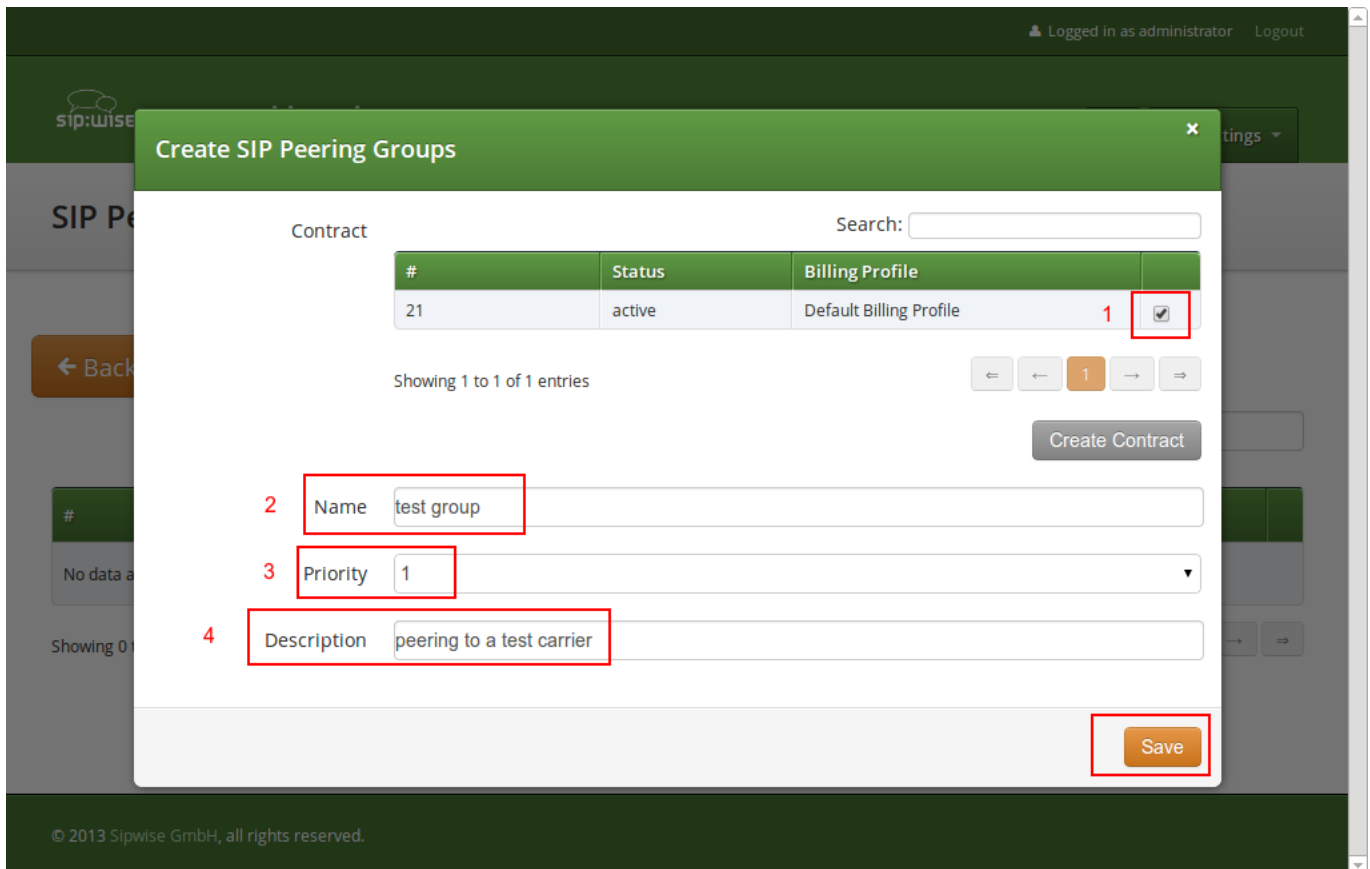 Logged in as administrator Logout
sip:wise
tings
Create SIP Peering Groups ×
SIP Pe
Contract
Search:
# Status Billing Profile
21 active Default Billing Profile 1
← Back
Showing 1 to 1 of 1 entries
⇐ ← 1 → ⇒
Create Contract
2 Name test group
#
3 Priority 1
No data a
4 Description peering to a test carrier
Showing 0 t
→ ⇒
Save
© 2013 Sipwise GmbH, all rights reserved.